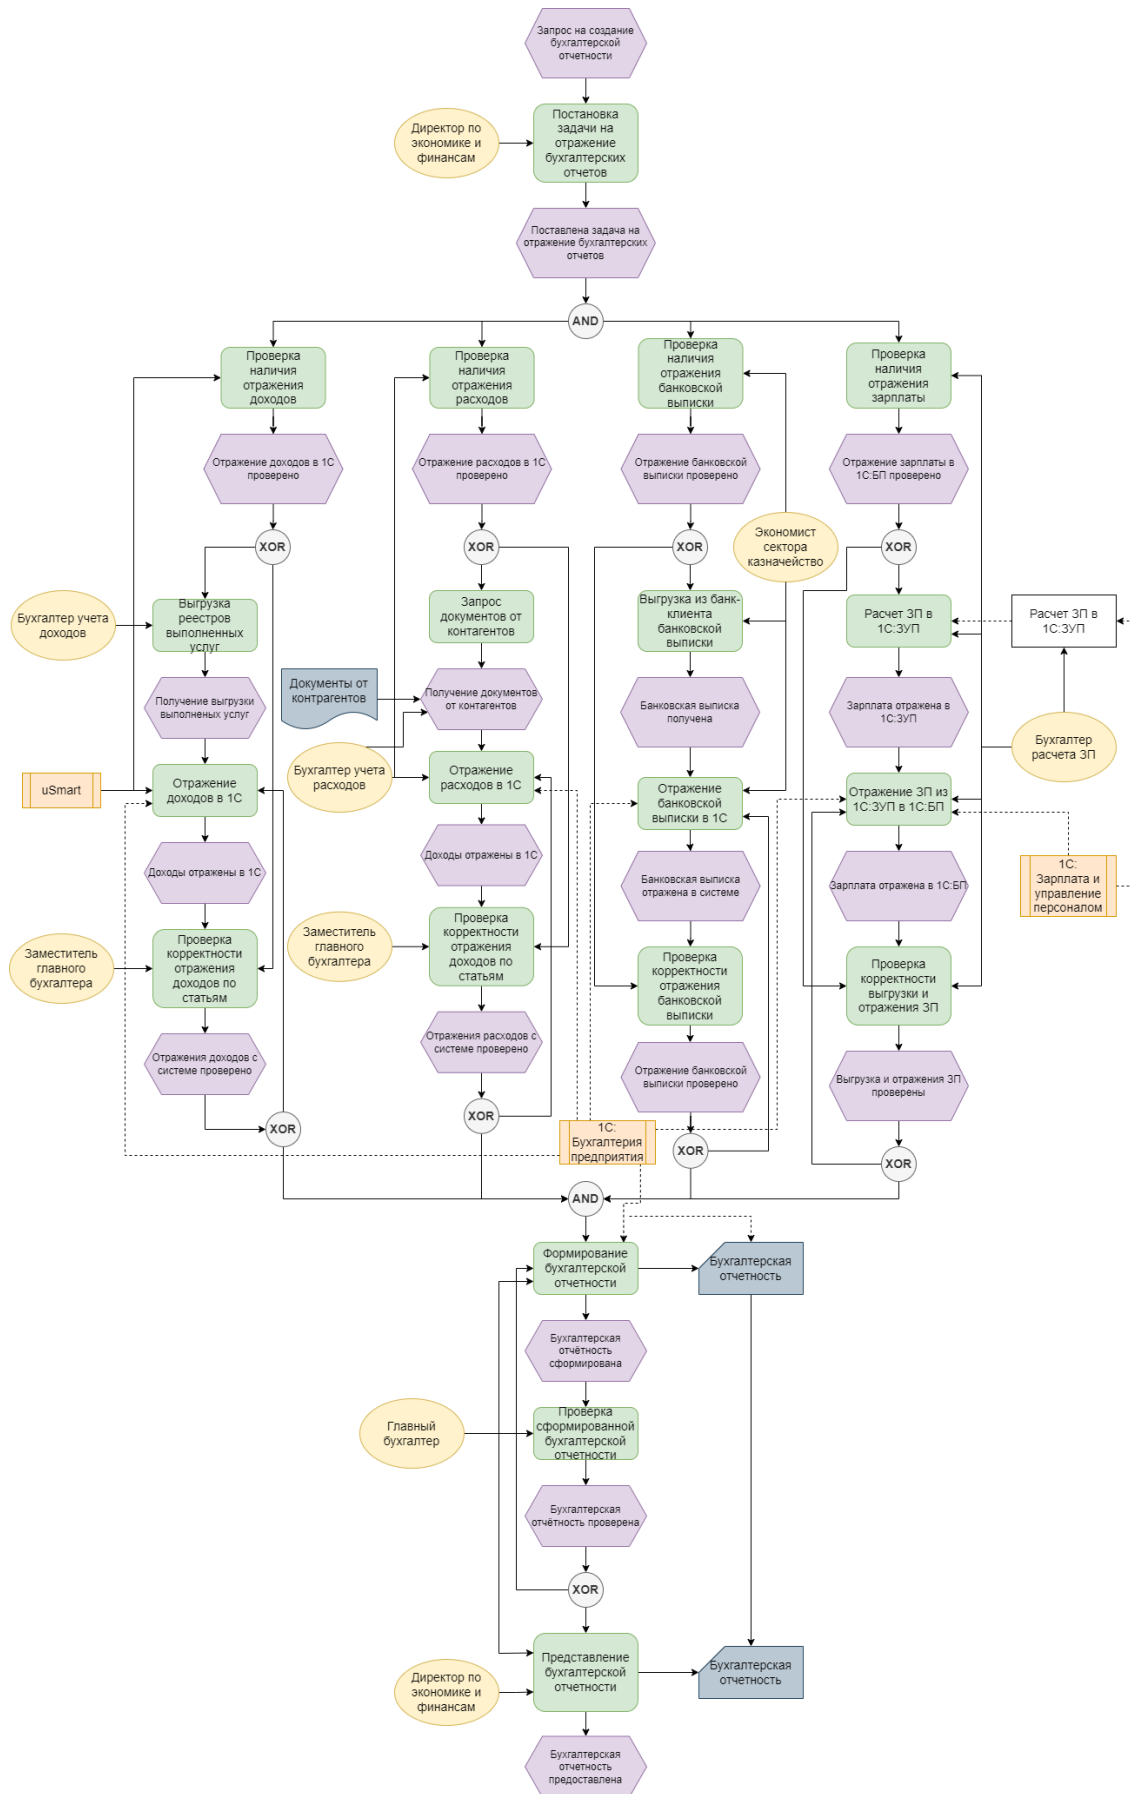 Запрос на создание
бухгалтерской
отчетности
Директор по
экономике и
финансам
Постановка
задачи на
отражение
бухгалтерских
отчетов
Поставлена задача на
отражение бухгалтерских
отчетов
AND
Проверка
наличия
отражения
доходов
Проверка
наличия
отражения
расходов
Проверка
наличия
отражения
банковской
выписки
Проверка
наличия
отражения
зарплаты
Отражение доходов в 1С
проверено
Отражение расходов в 1С
проверено
Отражение банковской
выписки проверено
Отражение зарплаты в
1С:БП проверено
XOR
XOR
XOR
Экономист
сектора
казначейство
XOR
Бухгалтер учета
доходов
Выгрузка
реестров
выполненных
услуг
Запрос
документов от
контагентов
Выгрузка из банк-
клиента
банковской
выписки
Расчет ЗП в
1С:ЗУП
Расчет ЗП в
1С:ЗУП
Получение выгрузки
выполненых услуг
Документы от
контрагентов
Получение документов
от контагентов
Банковская выписка
получена
Зарплата отражена в
1С:ЗУП
Бухгалтер
расчета ЗП
uSmart
Отражение
доходов в 1С
Бухгалтер учета
расходов
Отражение
расходов в 1С
Отражение
банковской
выписки в 1С
Отражение ЗП из
1С:ЗУП в 1С:БП
Доходы отражены в 1С
Доходы отражены в 1С
Банковская выписка
отражена в системе
Зарплата отражена в 1С:БП
1С:
Зарплата и
управление
персоналом
Заместитель
главного
бухгалтера
Проверка
корректности
отражения
доходов по
статьям
Заместитель
главного
бухгалтера
Проверка
корректности
отражения
доходов по
статьям
Проверка
корректности
отражения
банковской
выписки
Проверка
корректности
выгрузки и
отражения ЗП
Отражения доходов с
системе проверено
Отражения расходов с
системе проверено
Отражение банковской
выписки проверено
Выгрузка и отражения ЗП
проверены
XOR
XOR
1С:
Бухгалтерия
предприятия
XOR
XOR
AND
Формирование
бухгалтерской
отчетности
Бухгалтерская
отчетность
Бухгалтерская
отчётность
сформирована
Главный
бухгалтер
Проверка
сформированной
бухгалтерской
отчетности
Бухгалтерская
отчётность проверена
XOR
Директор по
экономике и
финансам
Представление
бухгалтерской
отчетности
Бухгалтерская
отчетность
Бухгалтерская
отчетность
предоставлена